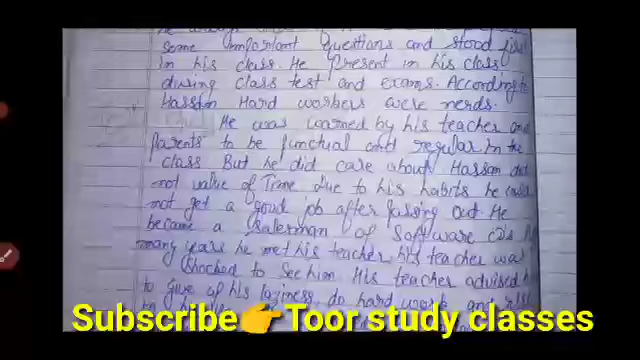 some important Questions and stood first
in his class. He present in his class
during class test and exams. According to
Hasson Hard workers were nerds.
He was warned by his teacher and
Parents to be punctual and regular in the
class But he did care about Hassan did
not value of Time Due to his habits he could
not get a good job after passing out. He
became a salerman of Software CDs.
many years he met his teacher, his teacher was
Shocked to See him. His teacher advised
to give up his laziness, do hard work and
Subscribe👉Toor study classes